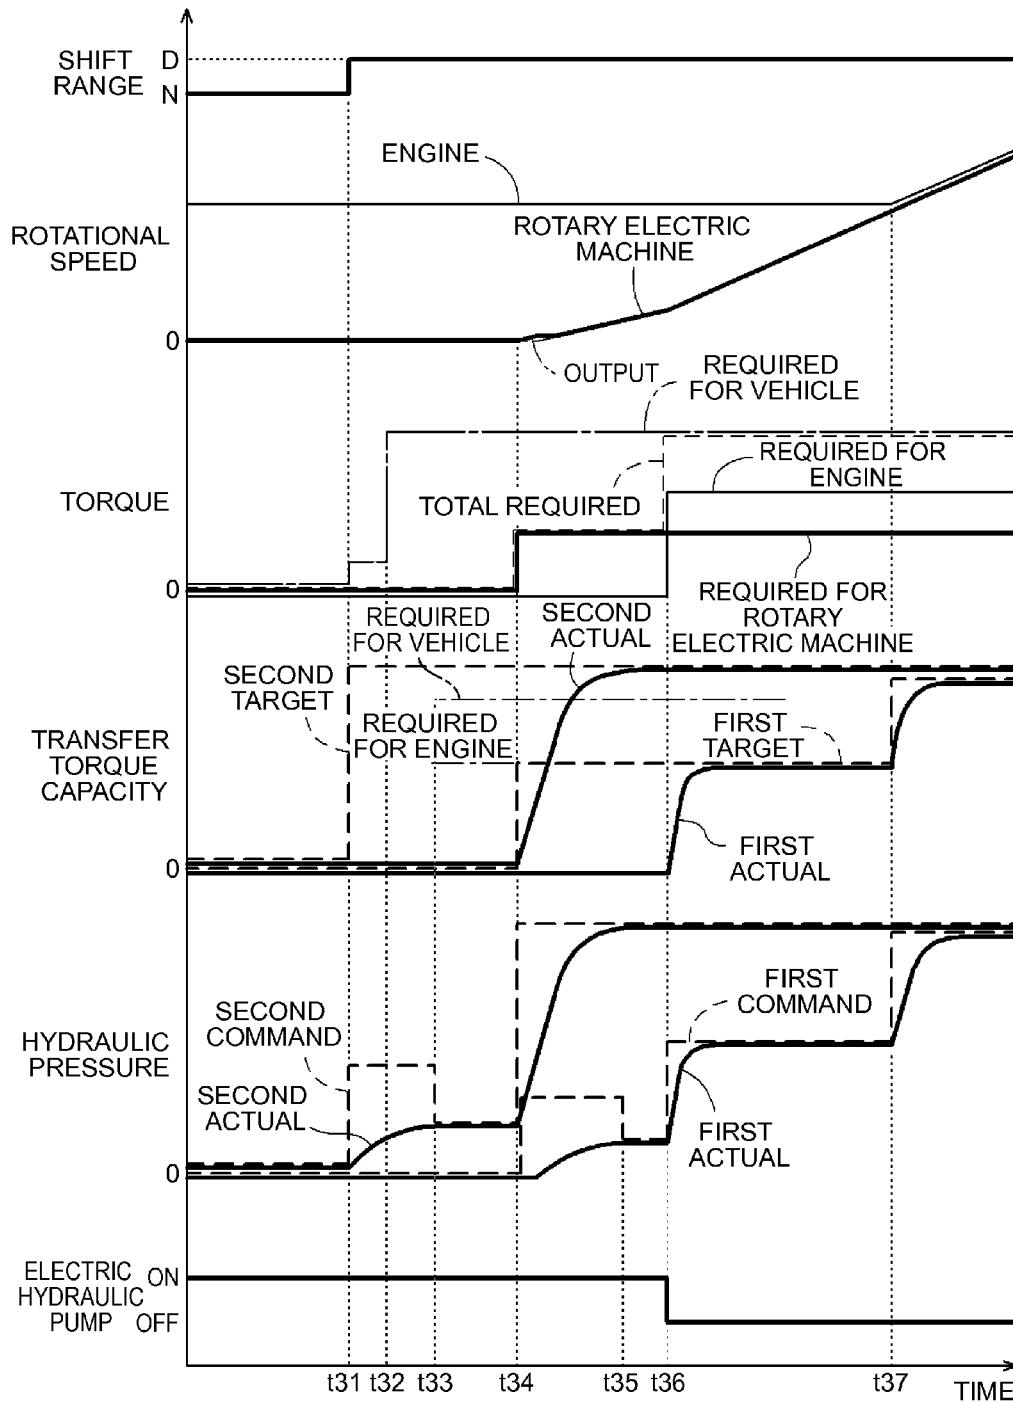 SHIFT D
RANGE N
ENGINE
ROTATIONAL
SPEED
ROTARY ELECTRIC
MACHINE
0
OUTPUT
REQUIRED
FOR VEHICLE
REQUIRED FOR
ENGINE
TORQUE
TOTAL REQUIRED
0
REQUIRED FOR
ROTARY
ELECTRIC MACHINE
REQUIRED
FOR VEHICLE
SECOND
ACTUAL
SECOND
TARGET
REQUIRED
FOR ENGINE
FIRST
TARGET
TRANSFER
TORQUE
CAPACITY
FIRST
ACTUAL
0
FIRST
COMMAND
SECOND
COMMAND
HYDRAULIC
PRESSURE
SECOND
ACTUAL
FIRST
ACTUAL
0
ELECTRIC ON
HYDRAULIC
PUMP OFF
t31 t32 t33 t34 t35 t36 t37 TIME